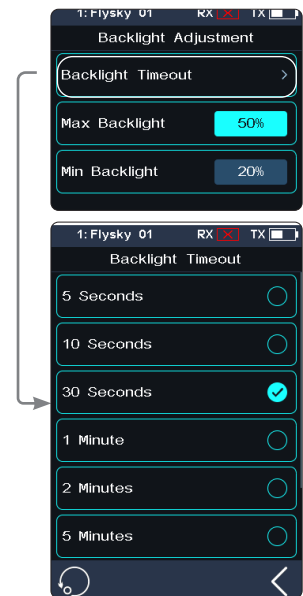 1: Flysky 01 RX TX
Backlight Adjustment
Backlight Timeout
Max Backlight 50%
Min Backlight 20%
1: Flysky 01 RX TX
Backlight Timeout
5 Seconds
10 Seconds
30 Seconds
1 Minute
2 Minutes
5 Minutes